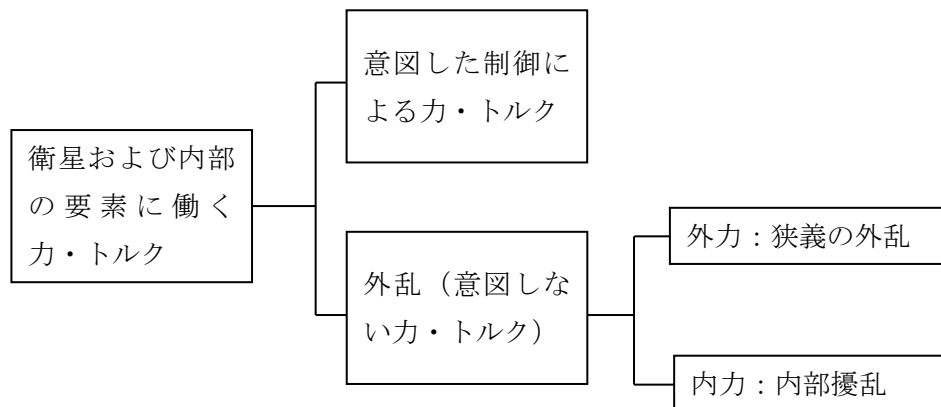 意図した制御に
よる力・トルク
衛星および内部
の要素に働く
力・トルク
外力：狭義の外乱
外乱（意図しな
い力・トルク）
内力：内部擾乱